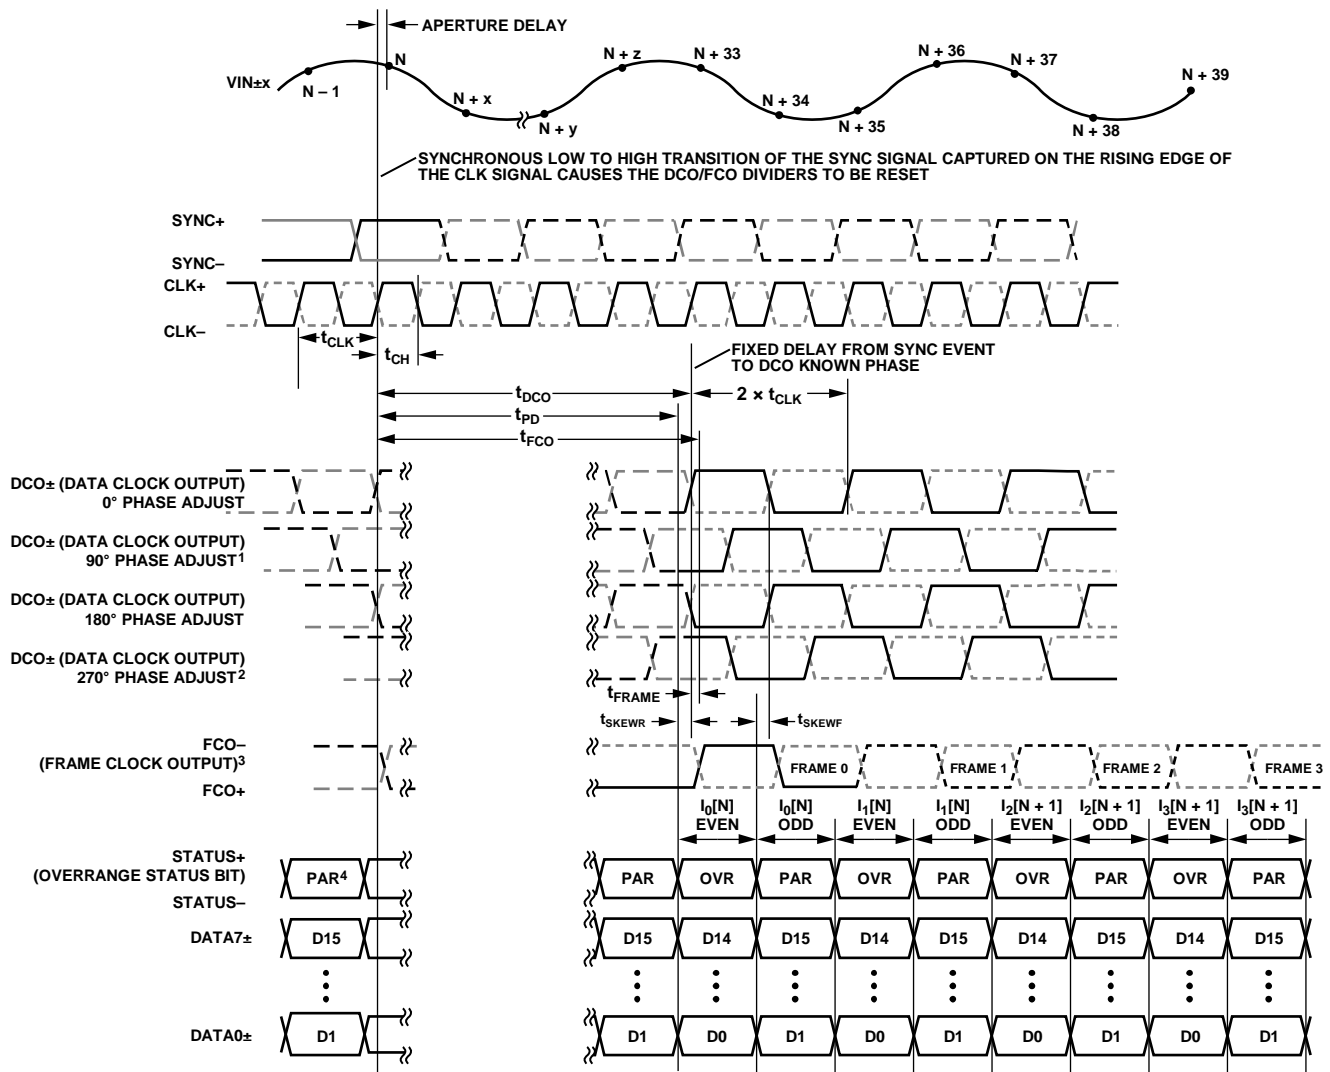 APERTURE DELAY
VIN±x
N – 1
N
N + x
N + y
N + z
N + 33
N + 34
N + 35
N + 36
N + 37
N + 38
N + 39
SYNCHRONOUS LOW TO HIGH TRANSITION OF THE SYNC SIGNAL CAPTURED ON THE RISING EDGE OF
THE CLK SIGNAL CAUSES THE DCO/FCO DIVIDERS TO BE RESET
SYNC+
SYNC–
CLK+
CLK–
tCLK
tCH
FIXED DELAY FROM SYNC EVENT
TO DCO KNOWN PHASE
tDCO
2 × tCLK
tPD
tFCO
DCO± (DATA CLOCK OUTPUT)
0° PHASE ADJUST
DCO± (DATA CLOCK OUTPUT)
90° PHASE ADJUST1
DCO± (DATA CLOCK OUTPUT)
180° PHASE ADJUST
DCO± (DATA CLOCK OUTPUT)
270° PHASE ADJUST2
tFRAME
tSKEWR
tSKEWF
FCO–
(FRAME CLOCK OUTPUT)3
FCO+
FRAME 0
FRAME 1
FRAME 2
FRAME 3
I0[N] I0[N] I1[N] I1[N] I2[N + 1] I2[N + 1] I3[N + 1] I3[N + 1]
EVEN ODD EVEN ODD EVEN ODD EVEN ODD
STATUS+
(OVERRANGE STATUS BIT)
STATUS–
PAR4 PAR OVR PAR OVR PAR OVR PAR OVR PAR
DATA7± D15 D15 D14 D15 D14 D15 D14 D15 D14 D15
DATA0± D1 D1 D0 D1 D0 D1 D0 D1 D0 D1